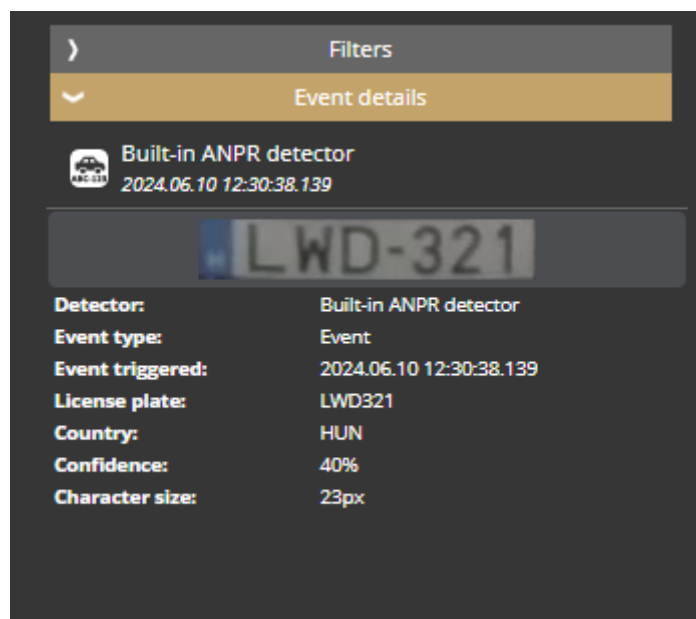 Filters
Event details
Built-in ANPR detector
ABC-123
2024.06.10 12:30:38.139
H LWD-321
Detector: Built-in ANPR detector
Event type: Event
Event triggered: 2024.06.10 12:30:38.139
License plate: LWD321
Country: HUN
Confidence: 40%
Character size: 23px